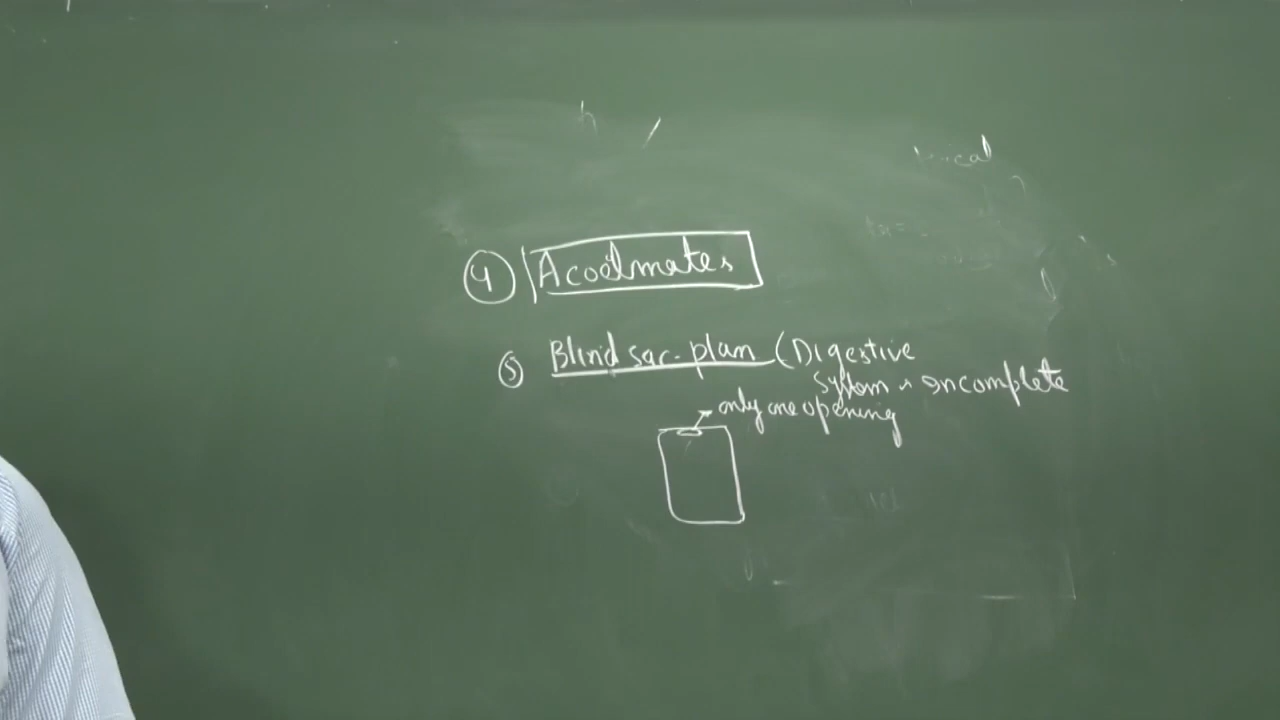 4 Acoelmates
5 Blind sac-plan (Digestive
System is incomplete
only one opening